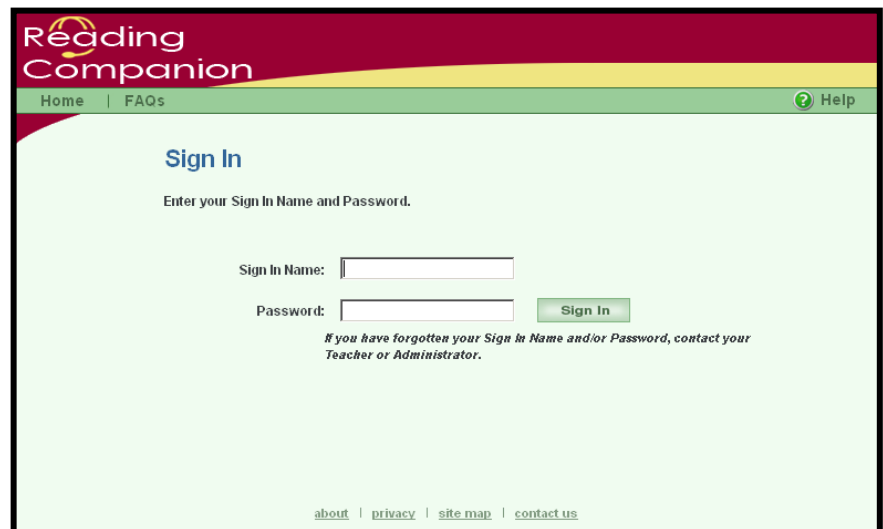 Reading
Companion
Home | FAQs Help
Sign In
Enter your Sign In Name and Password.
Sign In Name:
Password: Sign In
If you have forgotten your Sign In Name and/or Password, contact your
Teacher or Administrator.
about | privacy | site map | contact us